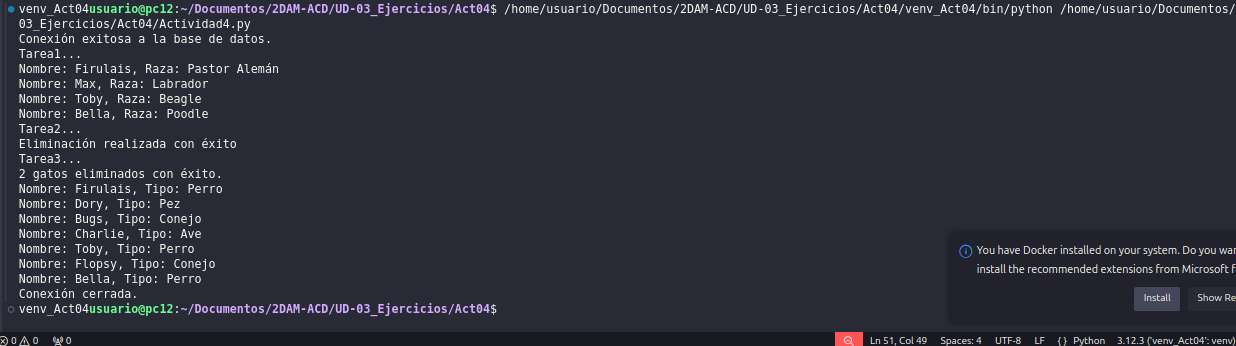 venv_Act04usuario@pc12:~/Documentos/2DAM-ACD/UD-03_Ejercicios/Act04$ /home/usuario/Documentos/2DAM-ACD/UD-03_Ejercicios/Act04/venv_Act04/bin/python /home/usuario/Documentos/
03_Ejercicios/Act04/Actividad4.py
Conexión exitosa a la base de datos.
Tarea1...
Nombre: Firulais, Raza: Pastor Alemán
Nombre: Max, Raza: Labrador
Nombre: Toby, Raza: Beagle
Nombre: Bella, Raza: Poodle
Tarea2...
Eliminación realizada con éxito
Tarea3...
2 gatos eliminados con éxito.
Nombre: Firulais, Tipo: Perro
Nombre: Dory, Tipo: Pez
Nombre: Bugs, Tipo: Conejo
Nombre: Charlie, Tipo: Ave
Nombre: Toby, Tipo: Perro
Nombre: Flopsy, Tipo: Conejo
Nombre: Bella, Tipo: Perro
Conexión cerrada.
venv_Act04usuario@pc12:~/Documentos/2DAM-ACD/UD-03_Ejercicios/Act04$
You have Docker installed on your system. Do you wan
install the recommended extensions from Microsoft f
Install Show Re
0 0 0 Ln 51, Col 49 Spaces: 4 UTF-8 LF { } Python 3.12.3 ('venv_Act04': venv)